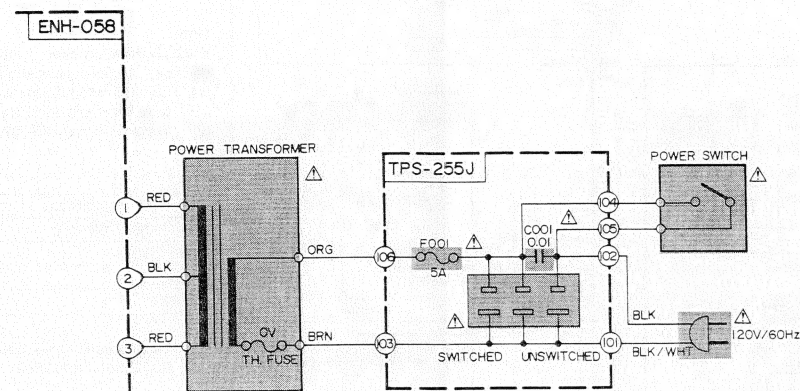 ENH-058
POWER TRANSFORMER
TPS-255J
POWER SWITCH
1
RED
104
105
C001
0.01
ORG
106
F001
5A
102
2
BLK
BLK
120V/60Hz
3
RED
0V
TH. FUSE
BRN
103
SWITCHED
UNSWITCHED
101
BLK/WHT